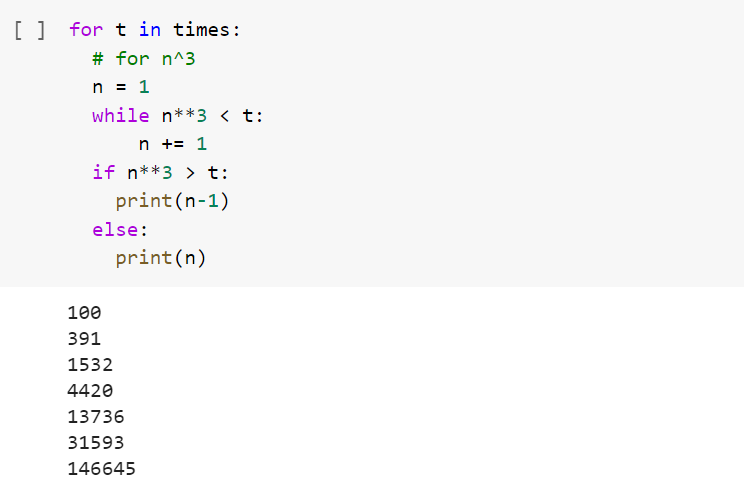 [ ] for t in times:
# for n^3
n = 1
while n**3 < t:
n += 1
if n**3 > t:
print(n-1)
else:
print(n)
100
391
1532
4420
13736
31593
146645